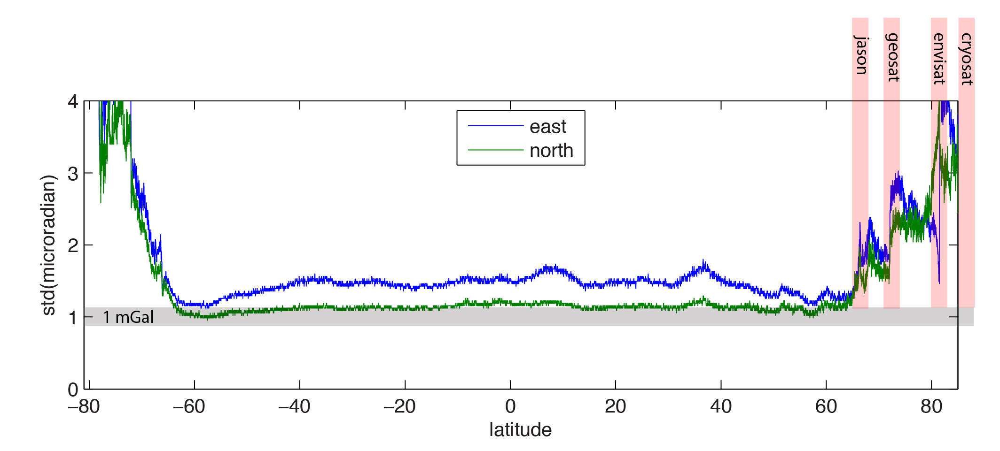 jason
geosat
envisat
cryosat
4
3
2
1
0
std(microradian)
east
north
1 mGal
−80
−60
−40
−20
0
20
40
60
80
latitude